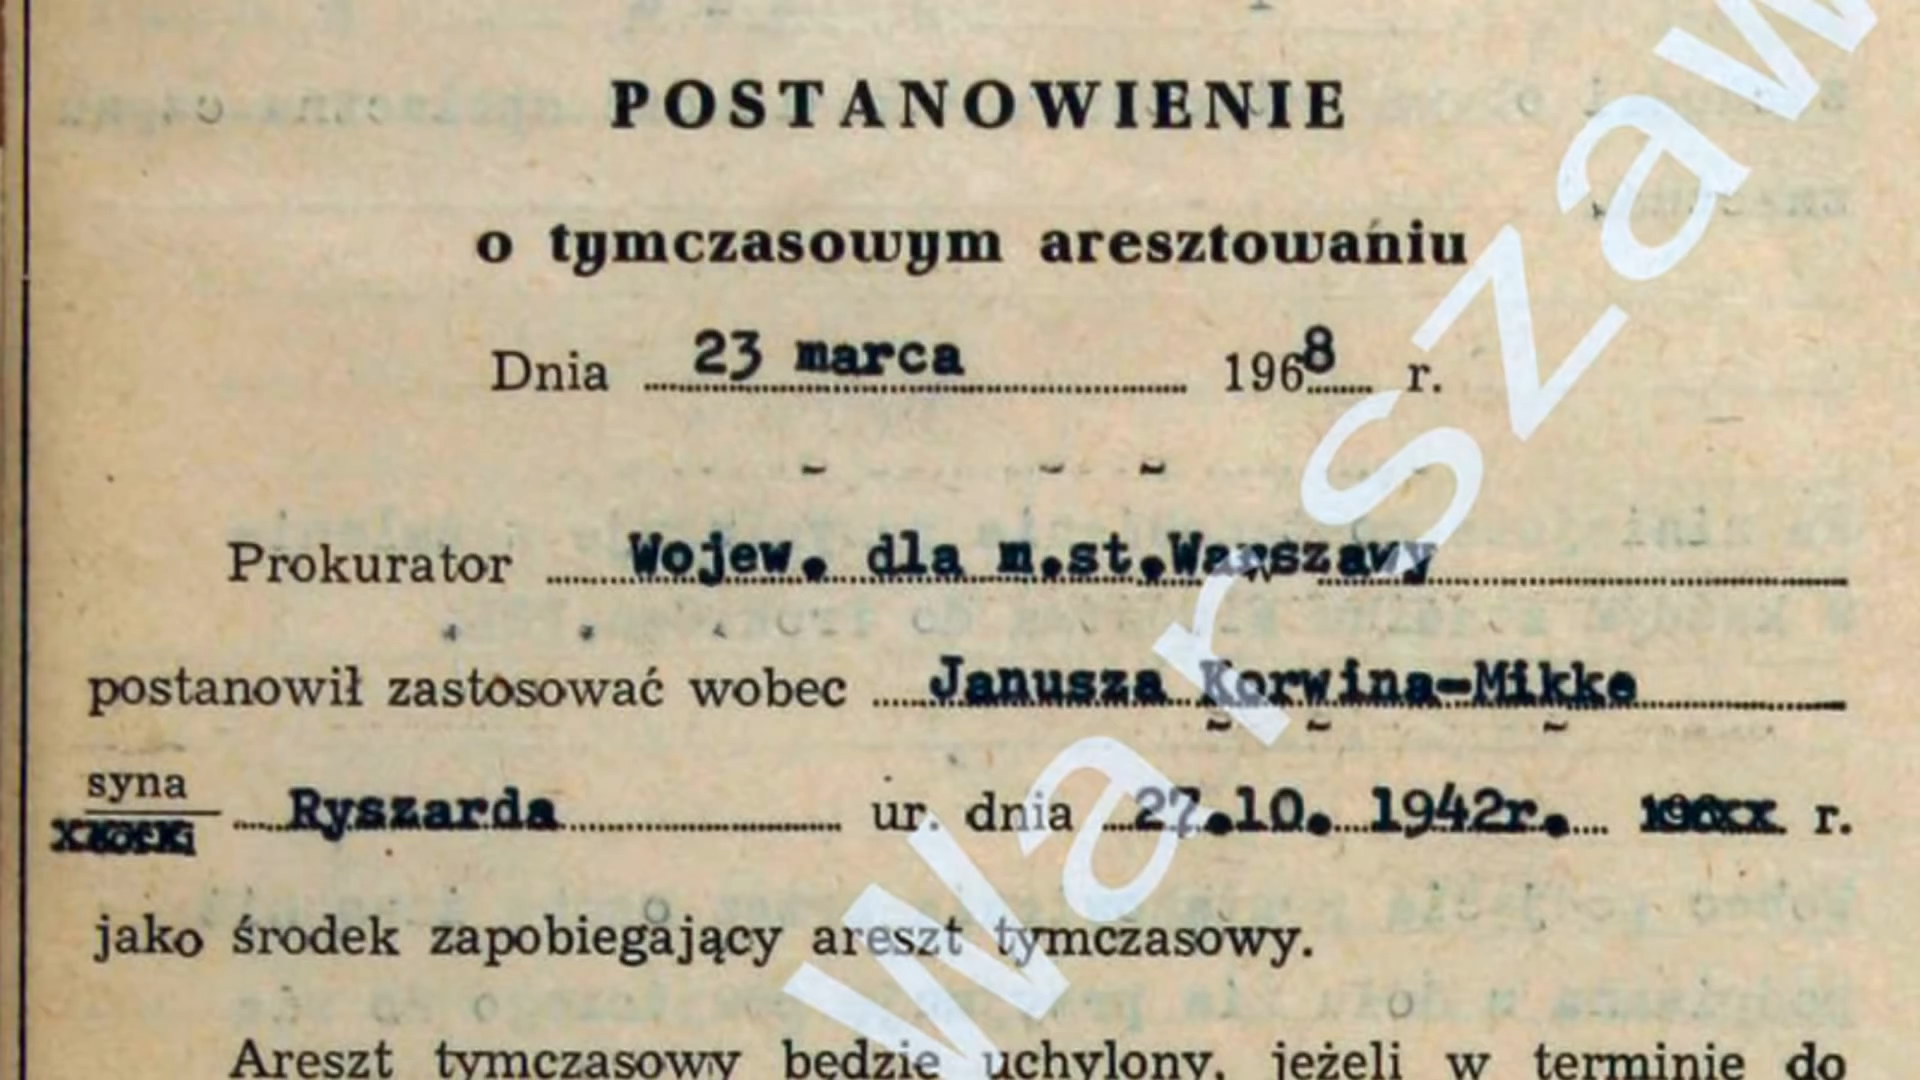 POSTANOWIENIE
o tymczasowym aresztowaniu
Dnia 23 marca 1968 r.
Prokurator Wojew. dla m.st.Warszawy
postanowił zastosować wobec Janusza Korwina-Mikke
syna Ryszarda ur. dnia 27.10. 1942r. r.
jako środek zapobiegający areszt tymczasowy.
Areszt tymczasowy będzie uchylony, jeżeli w terminie do
Warszaw